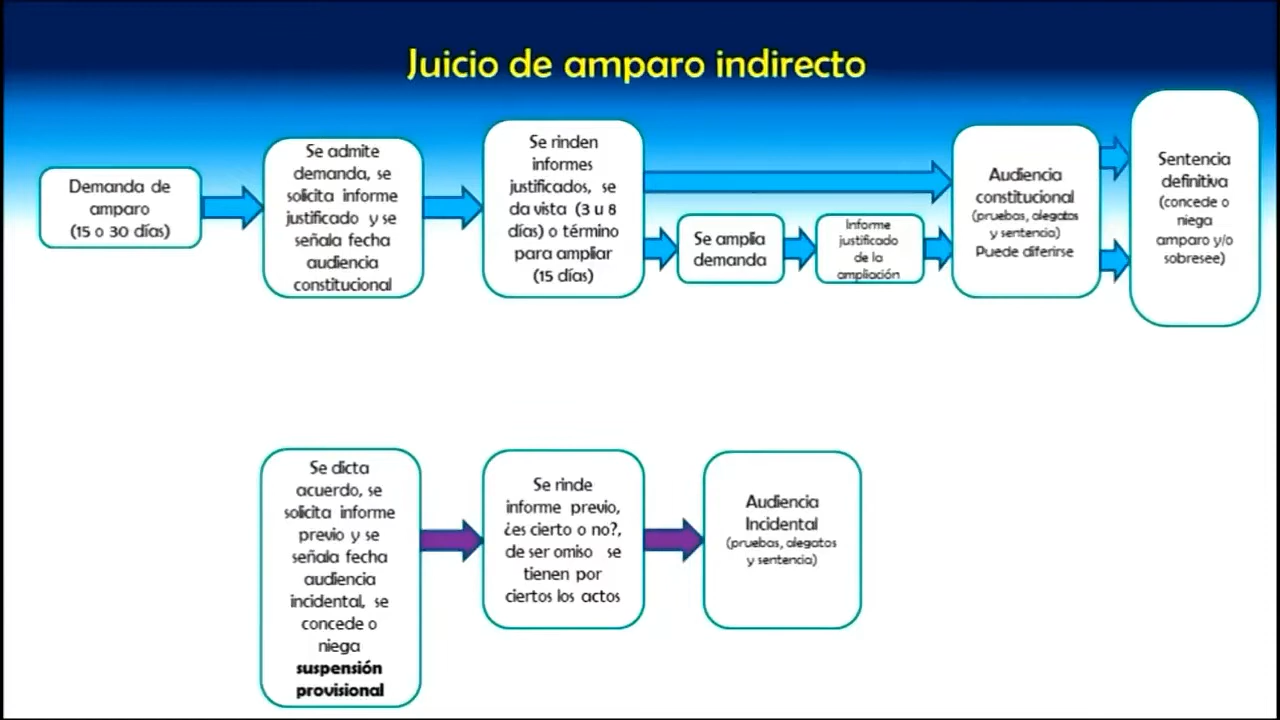 Juicio de amparo indirecto
Demanda de
amparo
(15 o 30 días)
Se admite
demanda, se
solicita informe
justificado y se
señala fecha
audiencia
constitucional
Se rinden
informes
justificados, se
da vista (3 u 8
días) o término
para ampliar
(15 días)
Se amplia
demanda
Informe
justificado
de la
ampliación
Audiencia
constitucional
(pruebas, alegatos
y sentencia)
Puede diferirse
Sentencia
definitiva
(concede o
niega
amparo y/o
sobresee)
Se dicta
acuerdo, se
solicita informe
previo y se
señala fecha
audiencia
incidental, se
concede o
niega
suspensión
provisional
Se rinde
informe previo,
¿es cierto o no?,
de ser omiso se
tienen por
ciertos los actos
Audiencia
Incidental
(pruebas, alegatos
y sentencia)